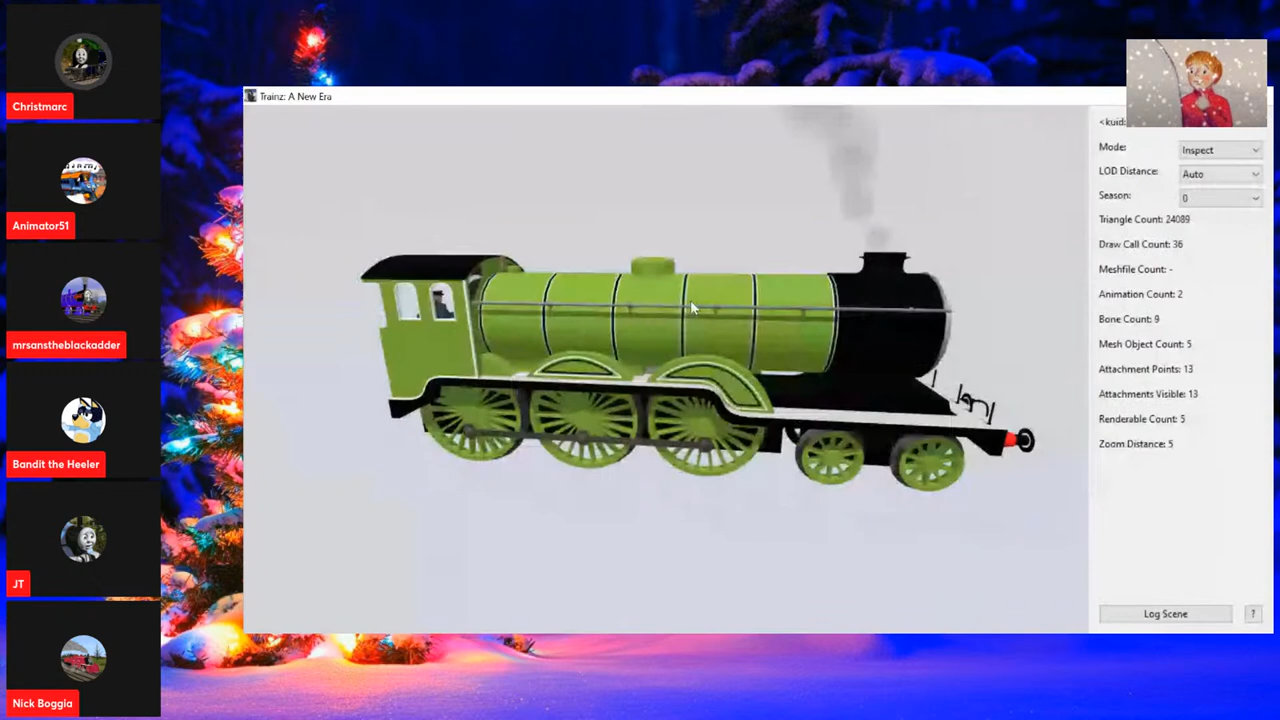 Christmarc
Animator51
mrsanstheblackadder
Bandit the Heeler
JT
Nick Boggia
Trainz: A New Era
<kuid:
Mode: Inspect
LOD Distance: Auto
Season: 0
Triangle Count: 24089
Draw Call Count: 36
Meshfile Count: -
Animation Count: 2
Bone Count: 9
Mesh Object Count: 5
Attachment Points: 13
Attachments Visible: 13
Renderable Count: 5
Zoom Distance: 5
Log Scene ?